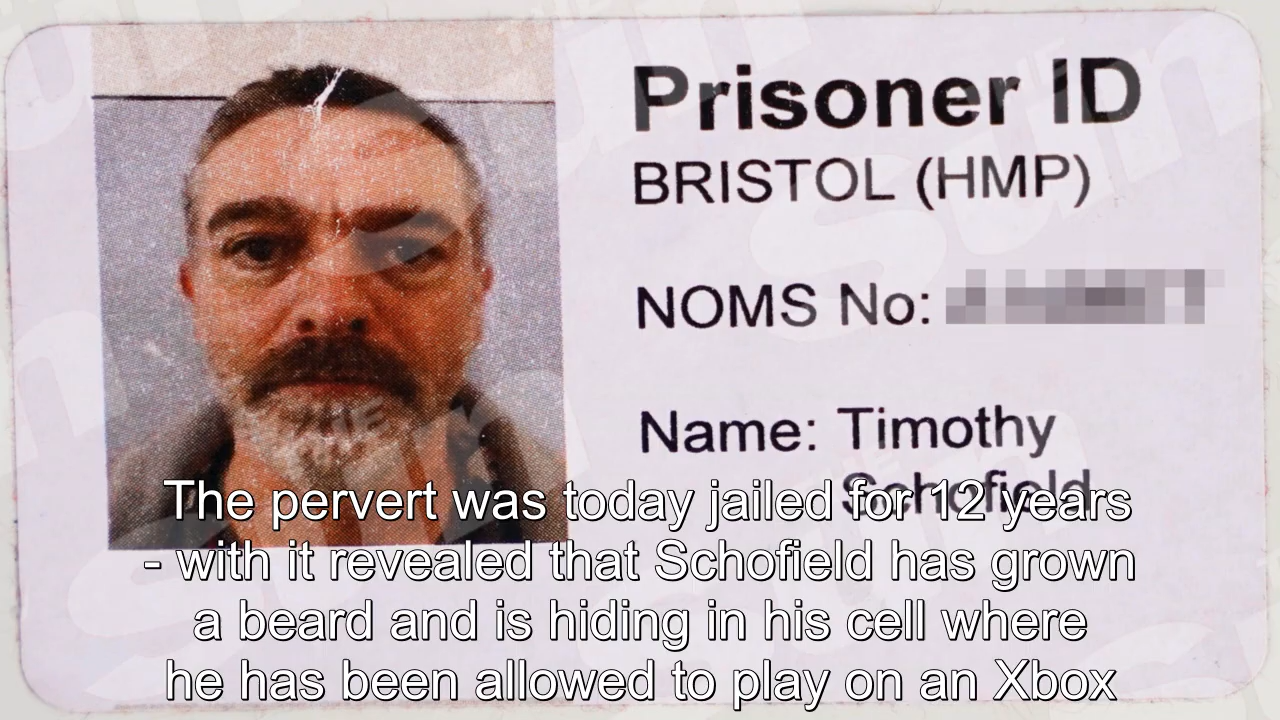 Prisoner ID
BRISTOL (HMP)
NOMS No:
Name: Timothy
Schofield
The pervert was today jailed for 12 years
- with it revealed that Schofield has grown
a beard and is hiding in his cell where
he has been allowed to play on an Xbox